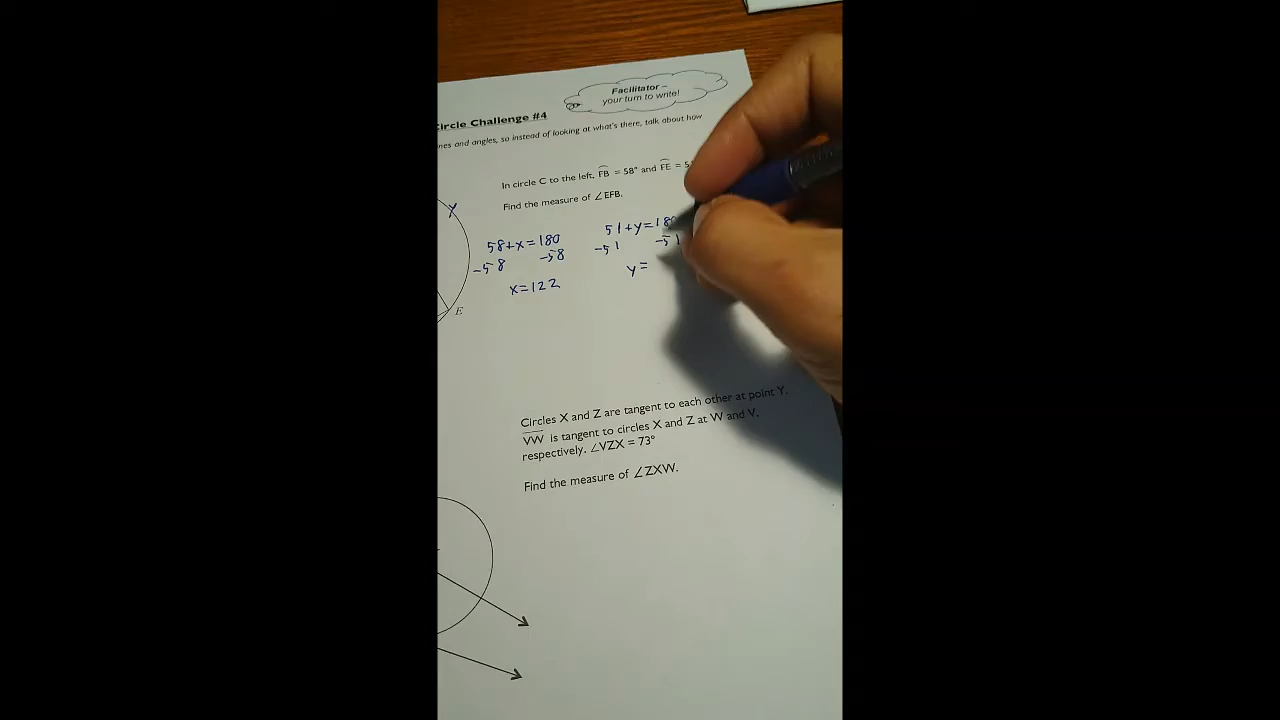 Facilitator –
your turn to write!
Circle Challenge #4
and angles, so instead of looking at what's there, talk about how
In circle C to the left, FB = 58° and FE =
Find the measure of ∠EFB.
Y
58+x=180
-58 -58
x=122
51+y=180
-51 -51
y=
E
Circles X and Z are tangent to each other at point Y.
VW is tangent to circles X and Z at W and V,
respectively. ∠VZX = 73°
Find the measure of ∠ZXW.